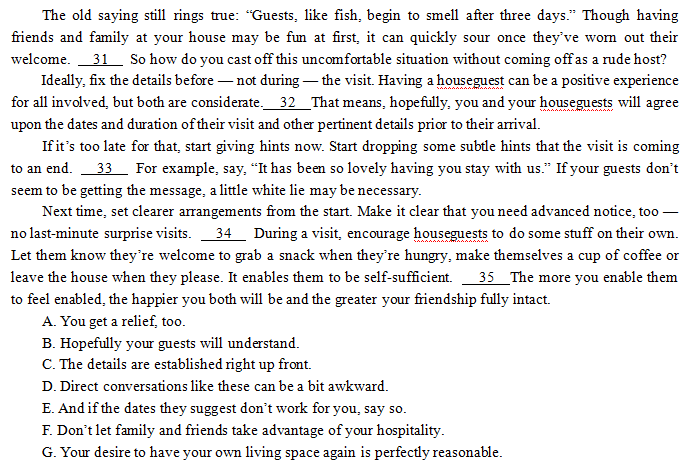 The old saying still rings true: “Guests, like fish, begin to smell after three days.” Though having
friends and family at your house may be fun at first, it can quickly sour once they’ve worn out their
welcome. __31__ So how do you cast off this uncomfortable situation without coming off as a rude host?
Ideally, fix the details before — not during — the visit. Having a houseguest can be a positive experience
for all involved, but both are considerate. __32__ That means, hopefully, you and your houseguests will agree
upon the dates and duration of their visit and other pertinent details prior to their arrival.
If it’s too late for that, start giving hints now. Start dropping some subtle hints that the visit is coming
to an end. __33__ For example, say, “It has been so lovely having you stay with us.” If your guests don’t
seem to be getting the message, a little white lie may be necessary.
Next time, set clearer arrangements from the start. Make it clear that you need advanced notice, too —
no last-minute surprise visits. __34__ During a visit, encourage houseguests to do some stuff on their own.
Let them know they’re welcome to grab a snack when they’re hungry, make themselves a cup of coffee or
leave the house when they please. It enables them to be self-sufficient. __35__ The more you enable them
to feel enabled, the happier you both will be and the greater your friendship fully intact.
A. You get a relief, too.
B. Hopefully your guests will understand.
C. The details are established right up front.
D. Direct conversations like these can be a bit awkward.
E. And if the dates they suggest don’t work for you, say so.
F. Don’t let family and friends take advantage of your hospitality.
G. Your desire to have your own living space again is perfectly reasonable.